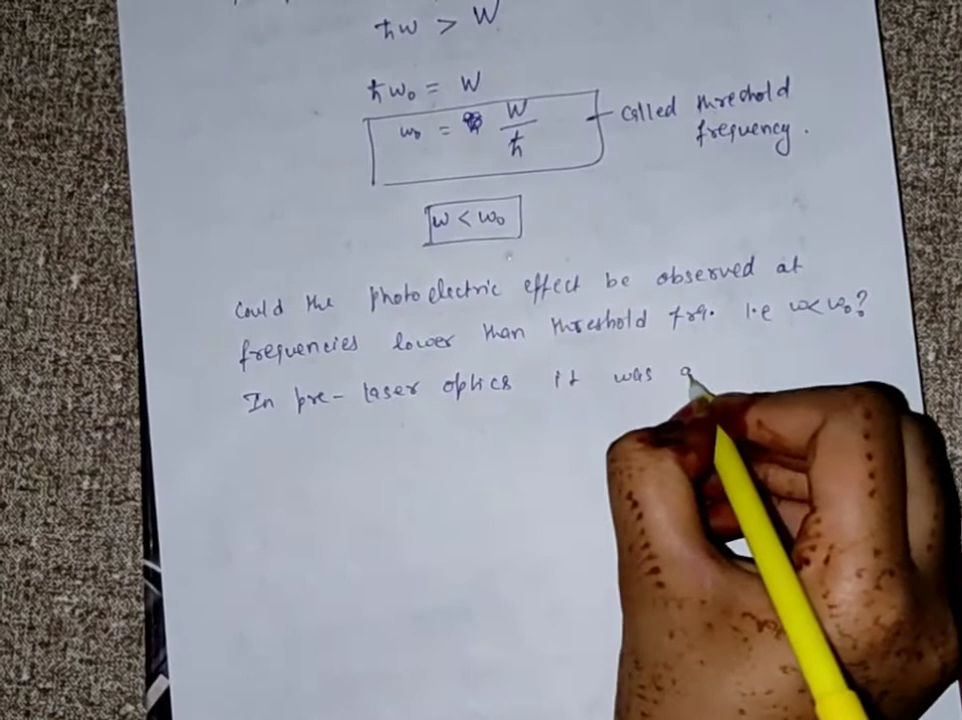 ħω > W
ħω₀ = W
ω₀ = W/ħ called threshold
frequency.
ω < ω₀
Could the photoelectric effect be observed at
frequencies lower than threshold frq. i.e ω<ω₀?
In pre-laser optics it was